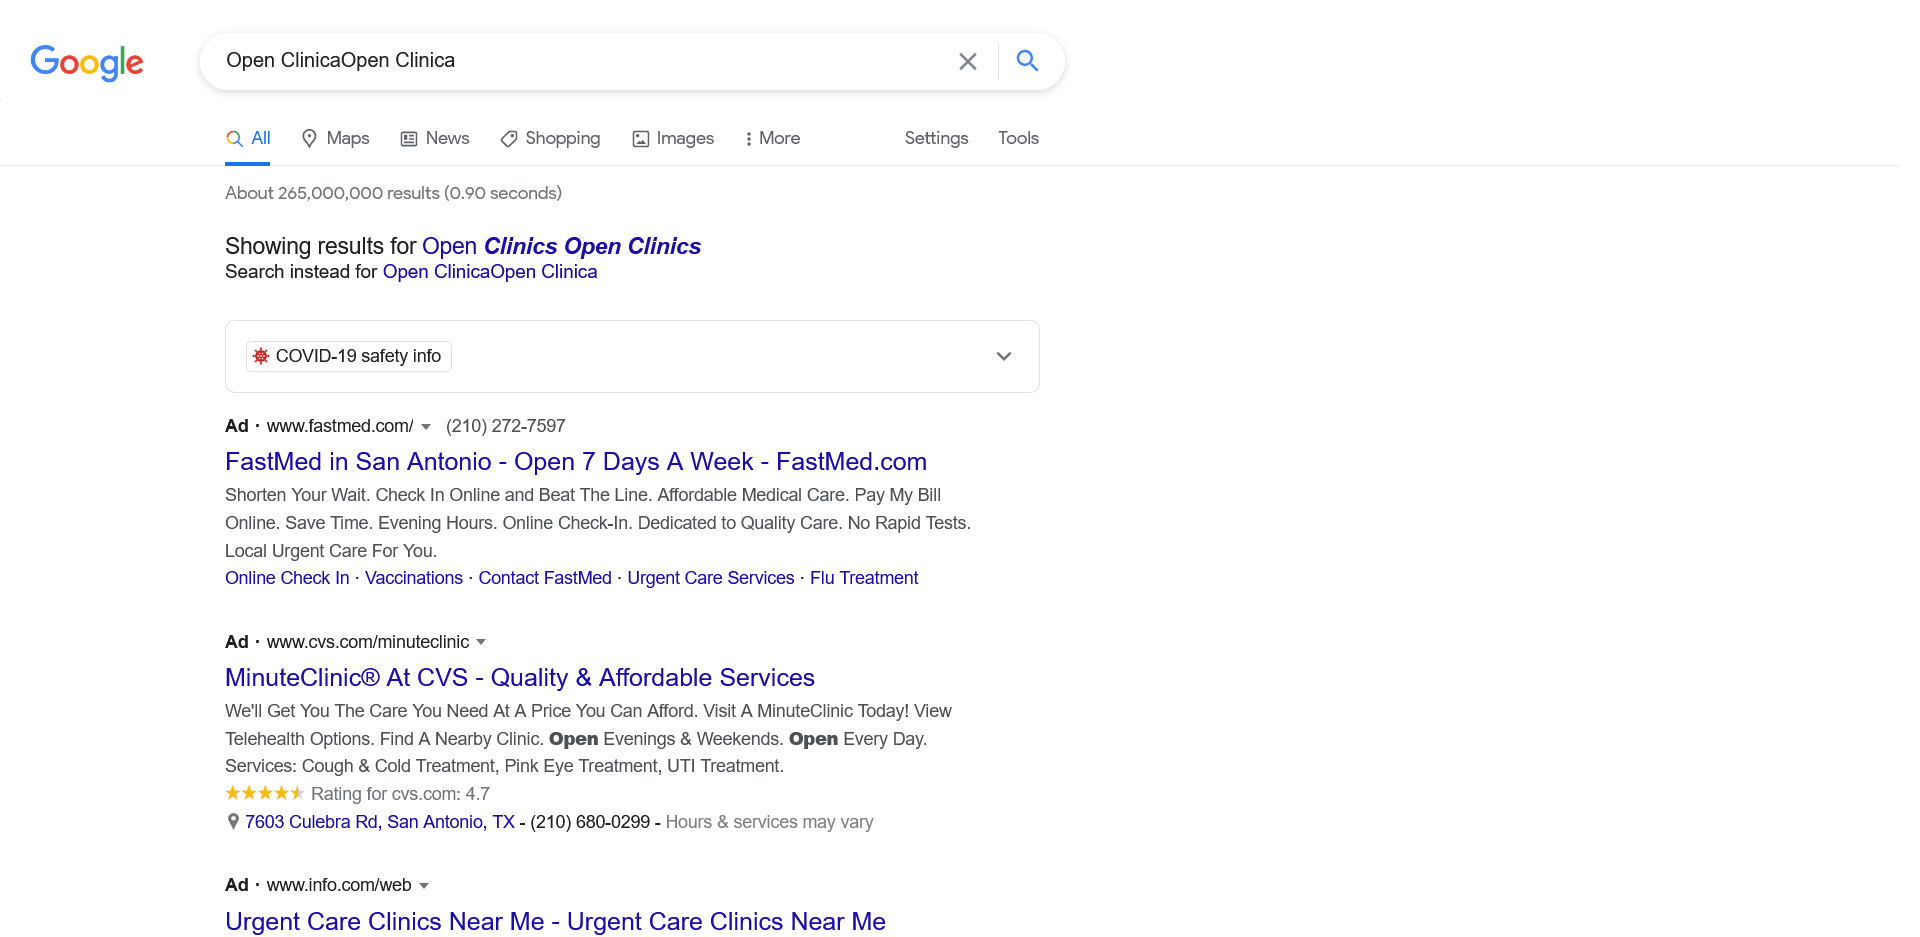 Google
Open ClinicaOpen Clinica
All Maps News Shopping Images More Settings Tools
About 265,000,000 results (0.90 seconds)
Showing results for Open Clinics Open Clinics
Search instead for Open ClinicaOpen Clinica
COVID-19 safety info
Ad · www.fastmed.com/ (210) 272-7597
FastMed in San Antonio - Open 7 Days A Week - FastMed.com
Shorten Your Wait. Check In Online and Beat The Line. Affordable Medical Care. Pay My Bill
Online. Save Time. Evening Hours. Online Check-In. Dedicated to Quality Care. No Rapid Tests.
Local Urgent Care For You.
Online Check In · Vaccinations · Contact FastMed · Urgent Care Services · Flu Treatment
Ad · www.cvs.com/minuteclinic
MinuteClinic® At CVS - Quality & Affordable Services
We'll Get You The Care You Need At A Price You Can Afford. Visit A MinuteClinic Today! View
Telehealth Options. Find A Nearby Clinic. Open Evenings & Weekends. Open Every Day.
Services: Cough & Cold Treatment, Pink Eye Treatment, UTI Treatment.
Rating for cvs.com: 4.7
7603 Culebra Rd, San Antonio, TX - (210) 680-0299 - Hours & services may vary
Ad · www.info.com/web
Urgent Care Clinics Near Me - Urgent Care Clinics Near Me